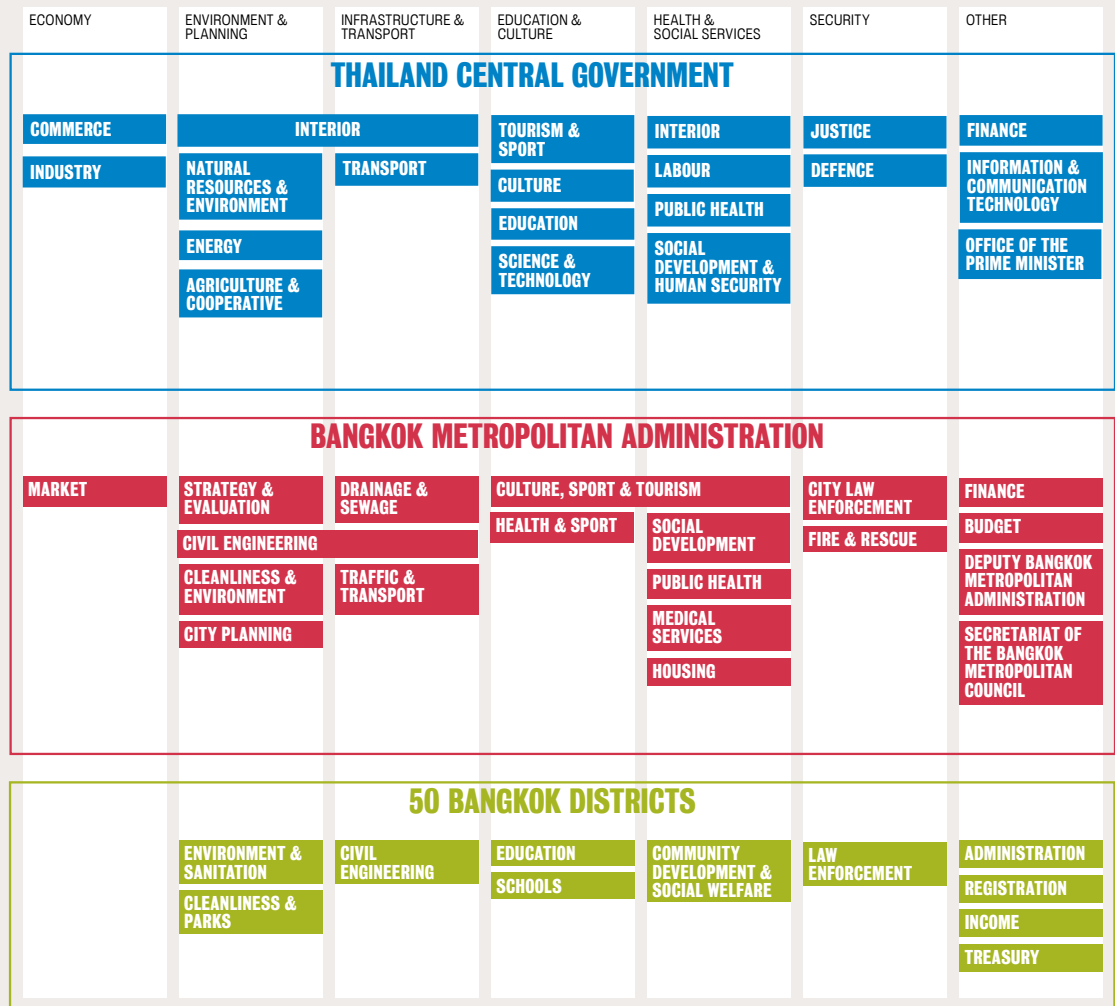 ECONOMY
ENVIRONMENT &
PLANNING
INFRASTRUCTURE &
TRANSPORT
EDUCATION &
CULTURE
HEALTH &
SOCIAL SERVICES
SECURITY
OTHER
THAILAND CENTRAL GOVERNMENT
COMMERCE
INDUSTRY
INTERIOR
NATURAL
RESOURCES &
ENVIRONMENT
ENERGY
AGRICULTURE &
COOPERATIVE
TRANSPORT
TOURISM &
SPORT
CULTURE
EDUCATION
SCIENCE &
TECHNOLOGY
INTERIOR
LABOUR
PUBLIC HEALTH
SOCIAL
DEVELOPMENT &
HUMAN SECURITY
JUSTICE
DEFENCE
FINANCE
INFORMATION &
COMMUNICATION
TECHNOLOGY
OFFICE OF THE
PRIME MINISTER
BANGKOK METROPOLITAN ADMINISTRATION
MARKET
STRATEGY &
EVALUATION
DRAINAGE &
SEWAGE
CIVIL ENGINEERING
CLEANLINESS &
ENVIRONMENT
CITY PLANNING
TRAFFIC &
TRANSPORT
CULTURE, SPORT & TOURISM
HEALTH & SPORT
SOCIAL
DEVELOPMENT
PUBLIC HEALTH
MEDICAL
SERVICES
HOUSING
CITY LAW
ENFORCEMENT
FIRE & RESCUE
FINANCE
BUDGET
DEPUTY BANGKOK
METROPOLITAN
ADMINISTRATION
SECRETARIAT OF
THE BANGKOK
METROPOLITAN
COUNCIL
50 BANGKOK DISTRICTS
ENVIRONMENT &
SANITATION
CLEANLINESS &
PARKS
CIVIL
ENGINEERING
EDUCATION
SCHOOLS
COMMUNITY
DEVELOPMENT &
SOCIAL WELFARE
LAW
ENFORCEMENT
ADMINISTRATION
REGISTRATION
INCOME
TREASURY